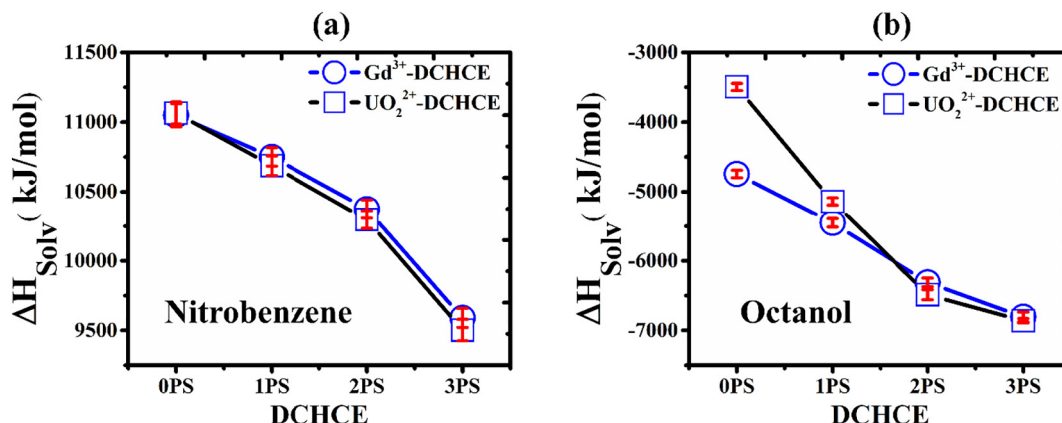 (a)
11500
11000
10500
10000
9500
ΔH_Solv ( kJ/mol)
Gd³⁺-DCHCE
UO₂²⁺-DCHCE
Nitrobenzene
0PS 1PS 2PS 3PS
DCHCE
(b)
-3000
-4000
-5000
-6000
-7000
ΔH_Solv ( kJ/mol)
Gd³⁺-DCHCE
UO₂²⁺-DCHCE
Octanol
0PS 1PS 2PS 3PS
DCHCE